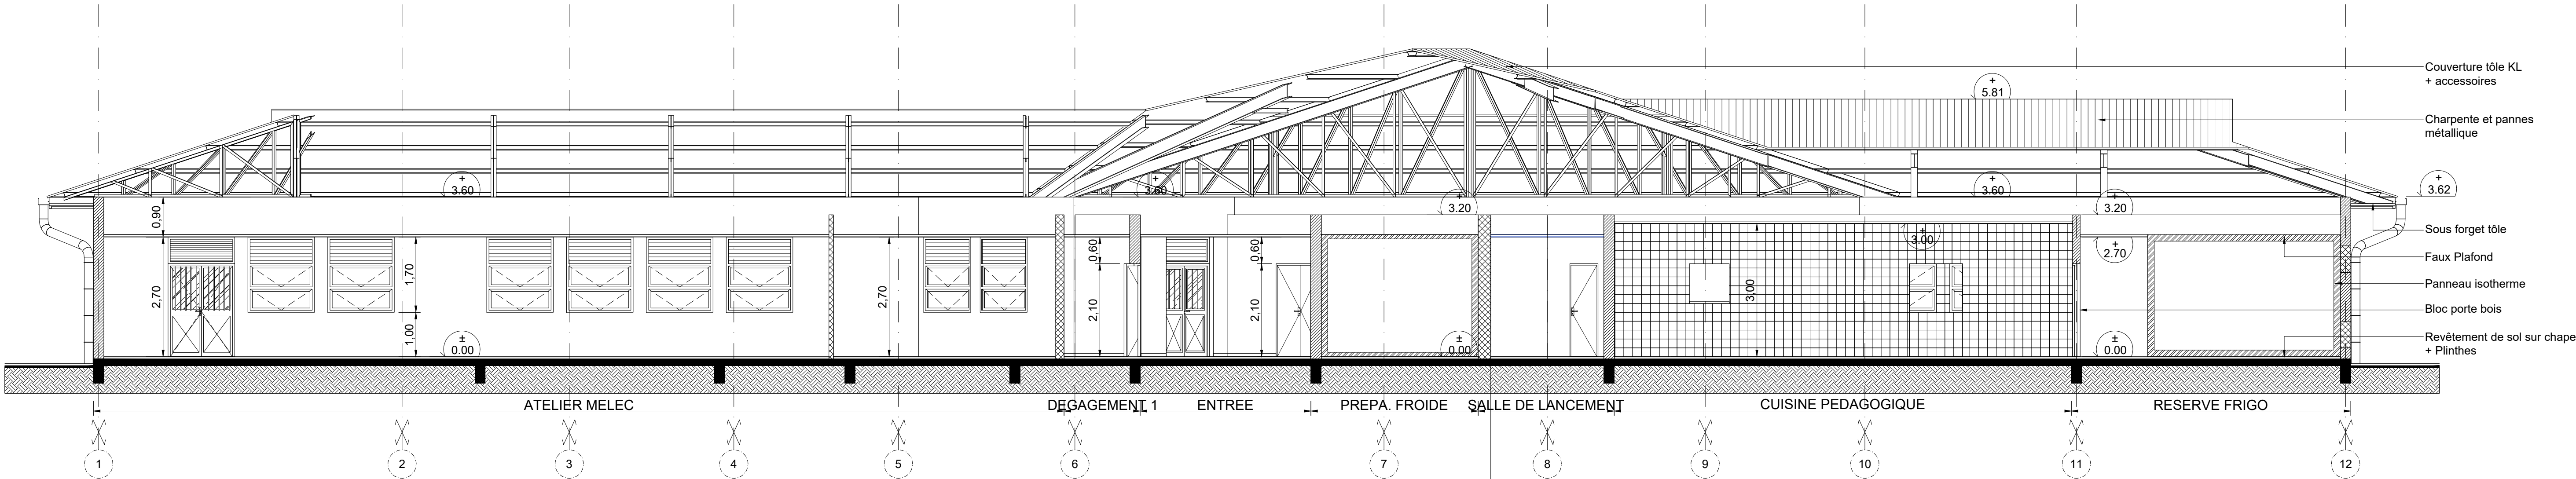 Couverture tôle KL
+ accessoires
+
5.81
Charpente et pannes
métallique
+
3.60
+
3.60
+
3.60
+
3.62
+
3.20
+
3.20
0,90
Sous forget tôle
+
3.00
+
2.70
Faux Plafond
2,70
1,70
1,00
2,70
0.60
2,10
0.60
2,10
3,00
Panneau isotherme
Bloc porte bois
±
0.00
±
0.00
±
0.00
Revêtement de sol sur chape
+ Plinthes
ATELIER MELEC
DEGAGEMENT 1
ENTREE
PREPA. FROIDE
SALLE DE LANCEMENT
CUISINE PEDAGOGIQUE
RESERVE FRIGO
1
2
3
4
5
6
7
8
9
10
11
12